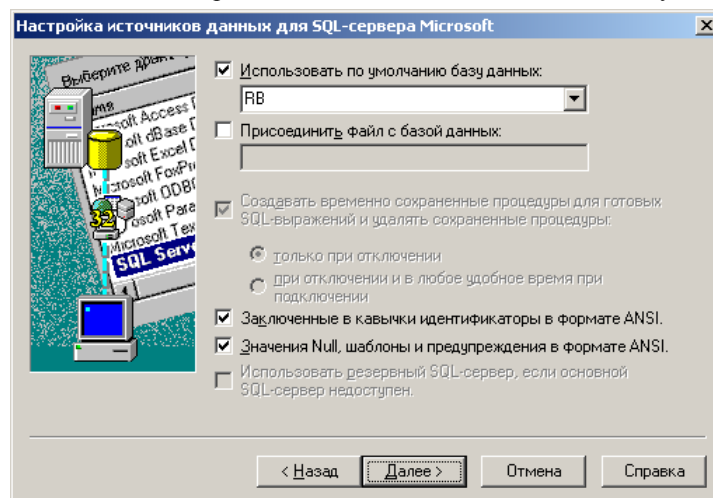 Настройка источников данных для SQL-сервера Microsoft
Выберите
Использовать по умолчанию базу данных:
RB
Присоединить файл с базой данных:
soft Access
oft dBase
soft Excel
soft FoxPr
soft ODB
osoft Para
Microsoft Tex
SQL Serv
32
Создавать временно сохраненные процедуры для готовых
SQL-выражений и удалять сохраненные процедуры:
только при отключении
при отключении и в любое удобное время при
подключении
Заключенные в кавычки идентификаторы в формате ANSI.
Значения Null, шаблоны и предупреждения в формате ANSI.
Использовать резервный SQL-сервер, если основной
SQL-сервер недоступен.
< Назад
Далее >
Отмена
Справка